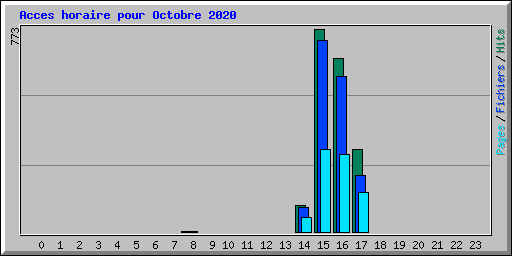 Acces horaire pour Octobre 2020
773
Pages/Fichiers/Hits
0 1 2 3 4 5 6 7 8 9 10 11 12 13 14 15 16 17 18 19 20 21 22 23